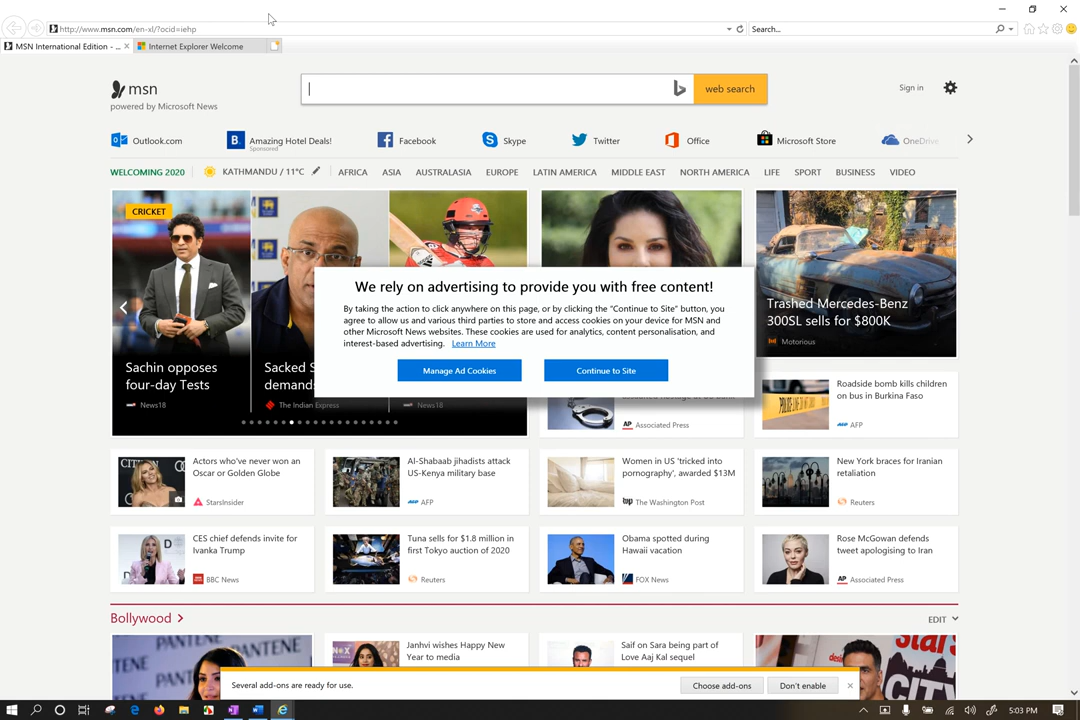 http://www.msn.com/en-xl/?ocid=iehp
Search...
MSN International Edition - ...
Internet Explorer Welcome
msn
powered by Microsoft News
web search
Sign in
Outlook.com
Amazing Hotel Deals!
Sponsored
Facebook
Skype
Twitter
Office
Microsoft Store
OneDrive
WELCOMING 2020
KATHMANDU / 11°C
AFRICA
ASIA
AUSTRALASIA
EUROPE
LATIN AMERICA
MIDDLE EAST
NORTH AMERICA
LIFE
SPORT
BUSINESS
VIDEO
CRICKET
Sachin opposes
four-day Tests
News18
Sacked S
demand
The Indian Express
News18
Trashed Mercedes-Benz
300SL sells for $800K
Motorious
We rely on advertising to provide you with free content!
By taking the action to click anywhere on this page, or by clicking the "Continue to Site" button, you
agree to allow us and various third parties to store and access cookies on your device for MSN and
other Microsoft News websites. These cookies are used for analytics, content personalisation, and
interest-based advertising. Learn More
Manage Ad Cookies
Continue to Site
AP Associated Press
Roadside bomb kills children
on bus in Burkina Faso
AFP AFP
Actors who've never won an
Oscar or Golden Globe
StarsInsider
Al-Shabaab jihadists attack
US-Kenya military base
AFP AFP
Women in US 'tricked into
pornography', awarded $13M
wp The Washington Post
New York braces for Iranian
retaliation
Reuters
CES chief defends invite for
Ivanka Trump
BBC News
Tuna sells for $1.8 million in
first Tokyo auction of 2020
Reuters
Obama spotted during
Hawaii vacation
FOX News
Rose McGowan defends
tweet apologising to Iran
AP Associated Press
Bollywood
EDIT
PANTENE
PANTENE
Janhvi wishes Happy New
Year to media
Saif on Sara being part of
Love Aaj Kal sequel
Star
CITY
Several add-ons are ready for use.
Choose add-ons
Don't enable
5:03 PM